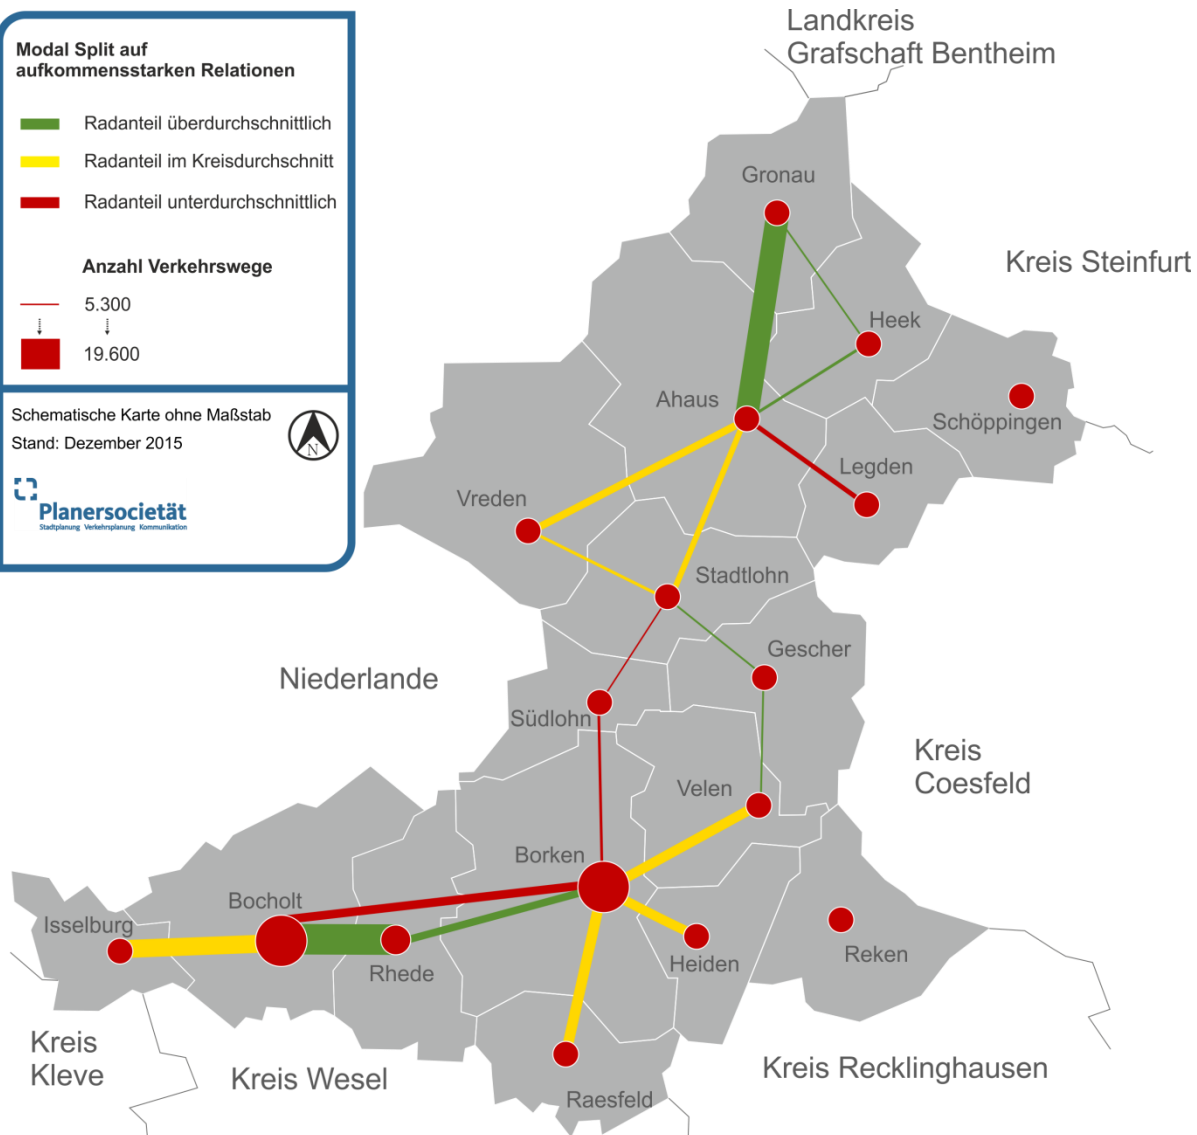 Modal Split auf
aufkommensstarken Relationen
Radanteil überdurchschnittlich
Radanteil im Kreisdurchschnitt
Radanteil unterdurchschnittlich
Anzahl Verkehrswege
5.300
19.600
Schematische Karte ohne Maßstab
Stand: Dezember 2015
N
Planersocietät
Stadtplanung Verkehrsplanung Kommunikation
Landkreis
Grafschaft Bentheim
Gronau
Kreis Steinfurt
Heek
Ahaus
Schöppingen
Legden
Vreden
Stadtlohn
Gescher
Niederlande
Südlohn
Kreis
Coesfeld
Velen
Borken
Bocholt
Isselburg
Rhede
Heiden
Reken
Kreis
Kleve
Kreis Wesel
Raesfeld
Kreis Recklinghausen